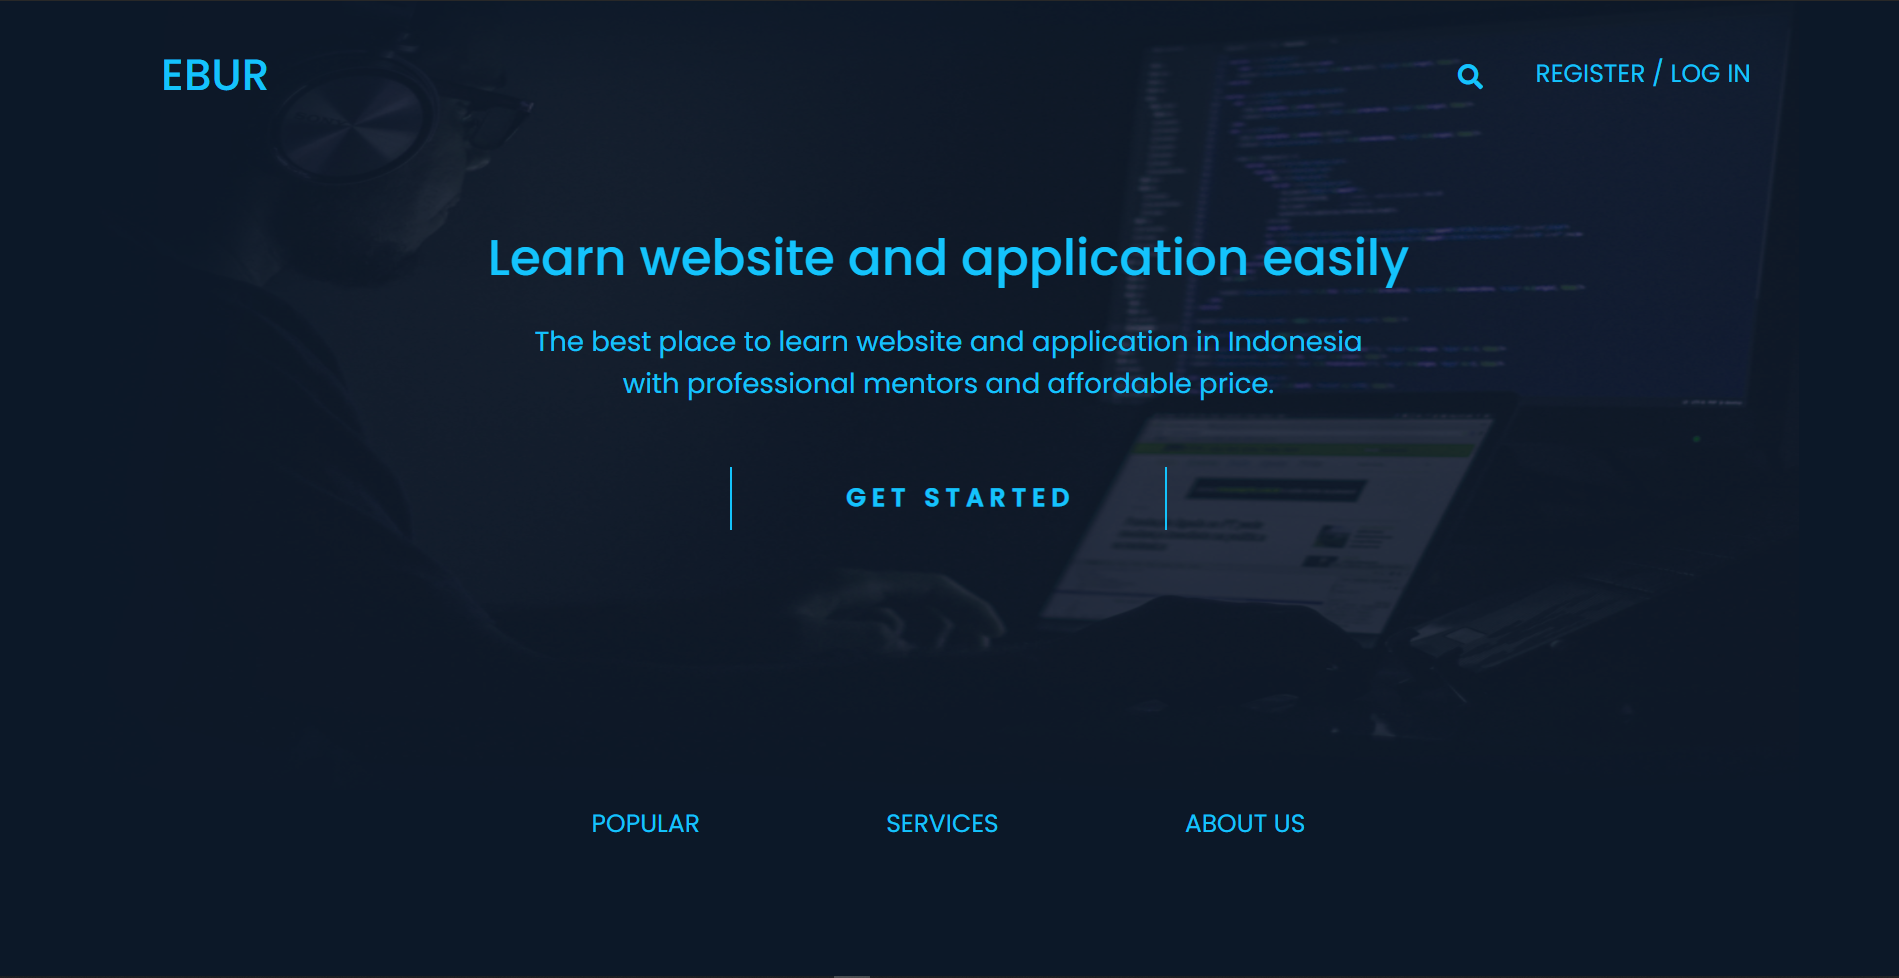 EBUR
REGISTER / LOG IN
Learn website and application easily
The best place to learn website and application in Indonesia
with professional mentors and affordable price.
GET STARTED
POPULAR
SERVICES
ABOUT US